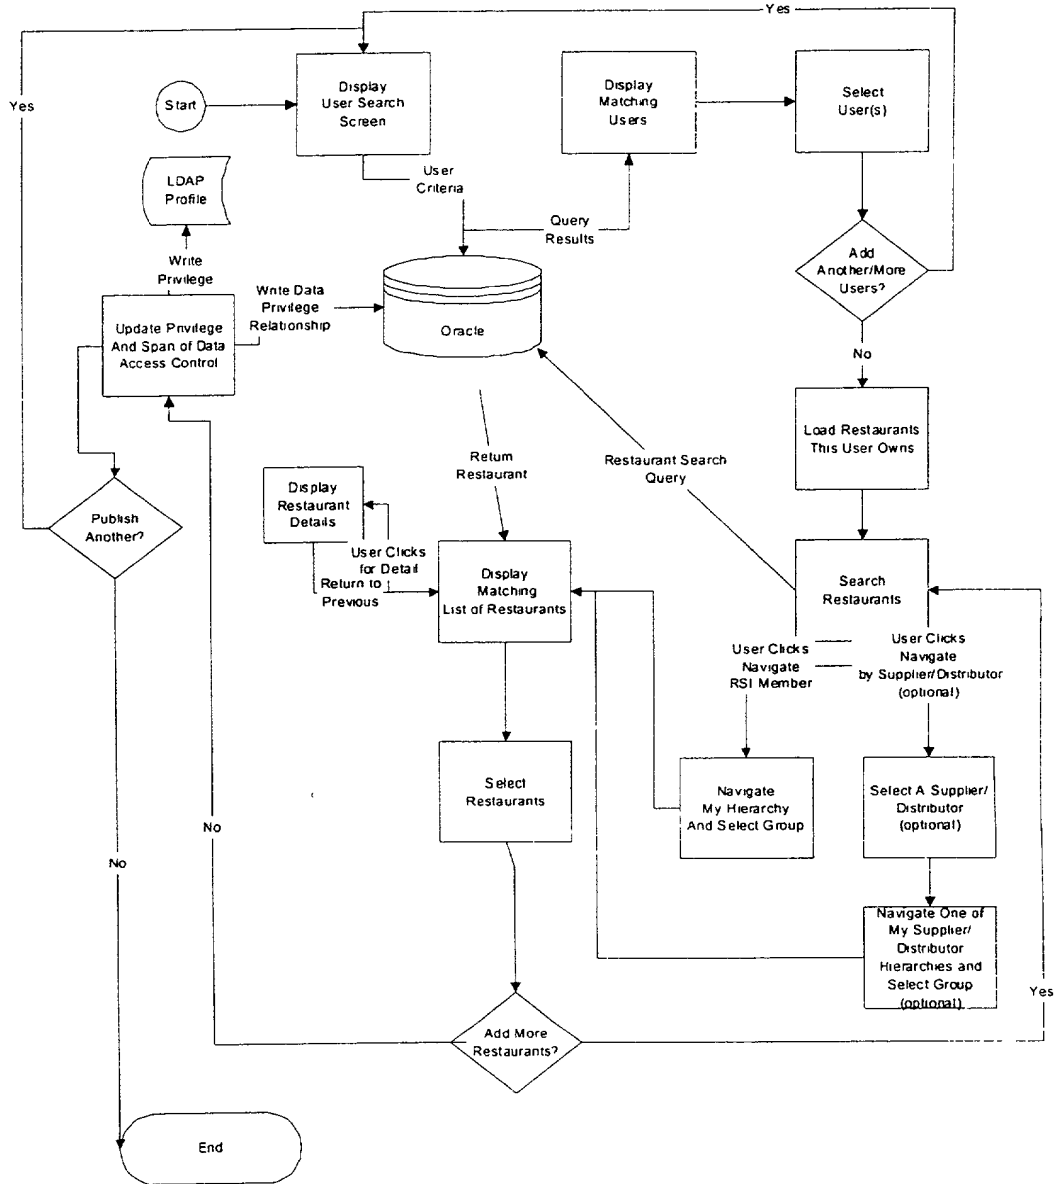 Yes
Yes
Start
Display
User Search
Screen
Display
Matching
Users
Select
User(s)
LDAP
Profile
User
Criteria
Query
Results
Write
Privilege
Write Data
Privilege
Relationship
Add
Another/More
Users?
Update Privilege
And Span of Data
Access Control
Oracle
No
Load Restaurants
This User Owns
Return
Restaurant
Restaurant Search
Query
Display
Restaurant
Details
Publish
Another?
User Clicks
for Detail
Return to
Previous
Display
Matching
List of Restaurants
Search
Restaurants
User Clicks
Navigate
RSI Member
User Clicks
Navigate
by Supplier/Distributor
(optional)
Select
Restaurants
Navigate
My Hierarchy
And Select Group
Select A Supplier/
Distributor
(optional)
No
No
Navigate One of
My Supplier/
Distributor
Hierarchies and
Select Group
(optional)
Yes
Add More
Restaurants?
End